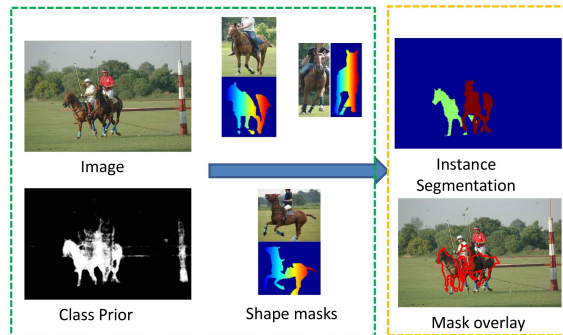 Image
Class Prior
Shape masks
Instance
Segmentation
Mask overlay